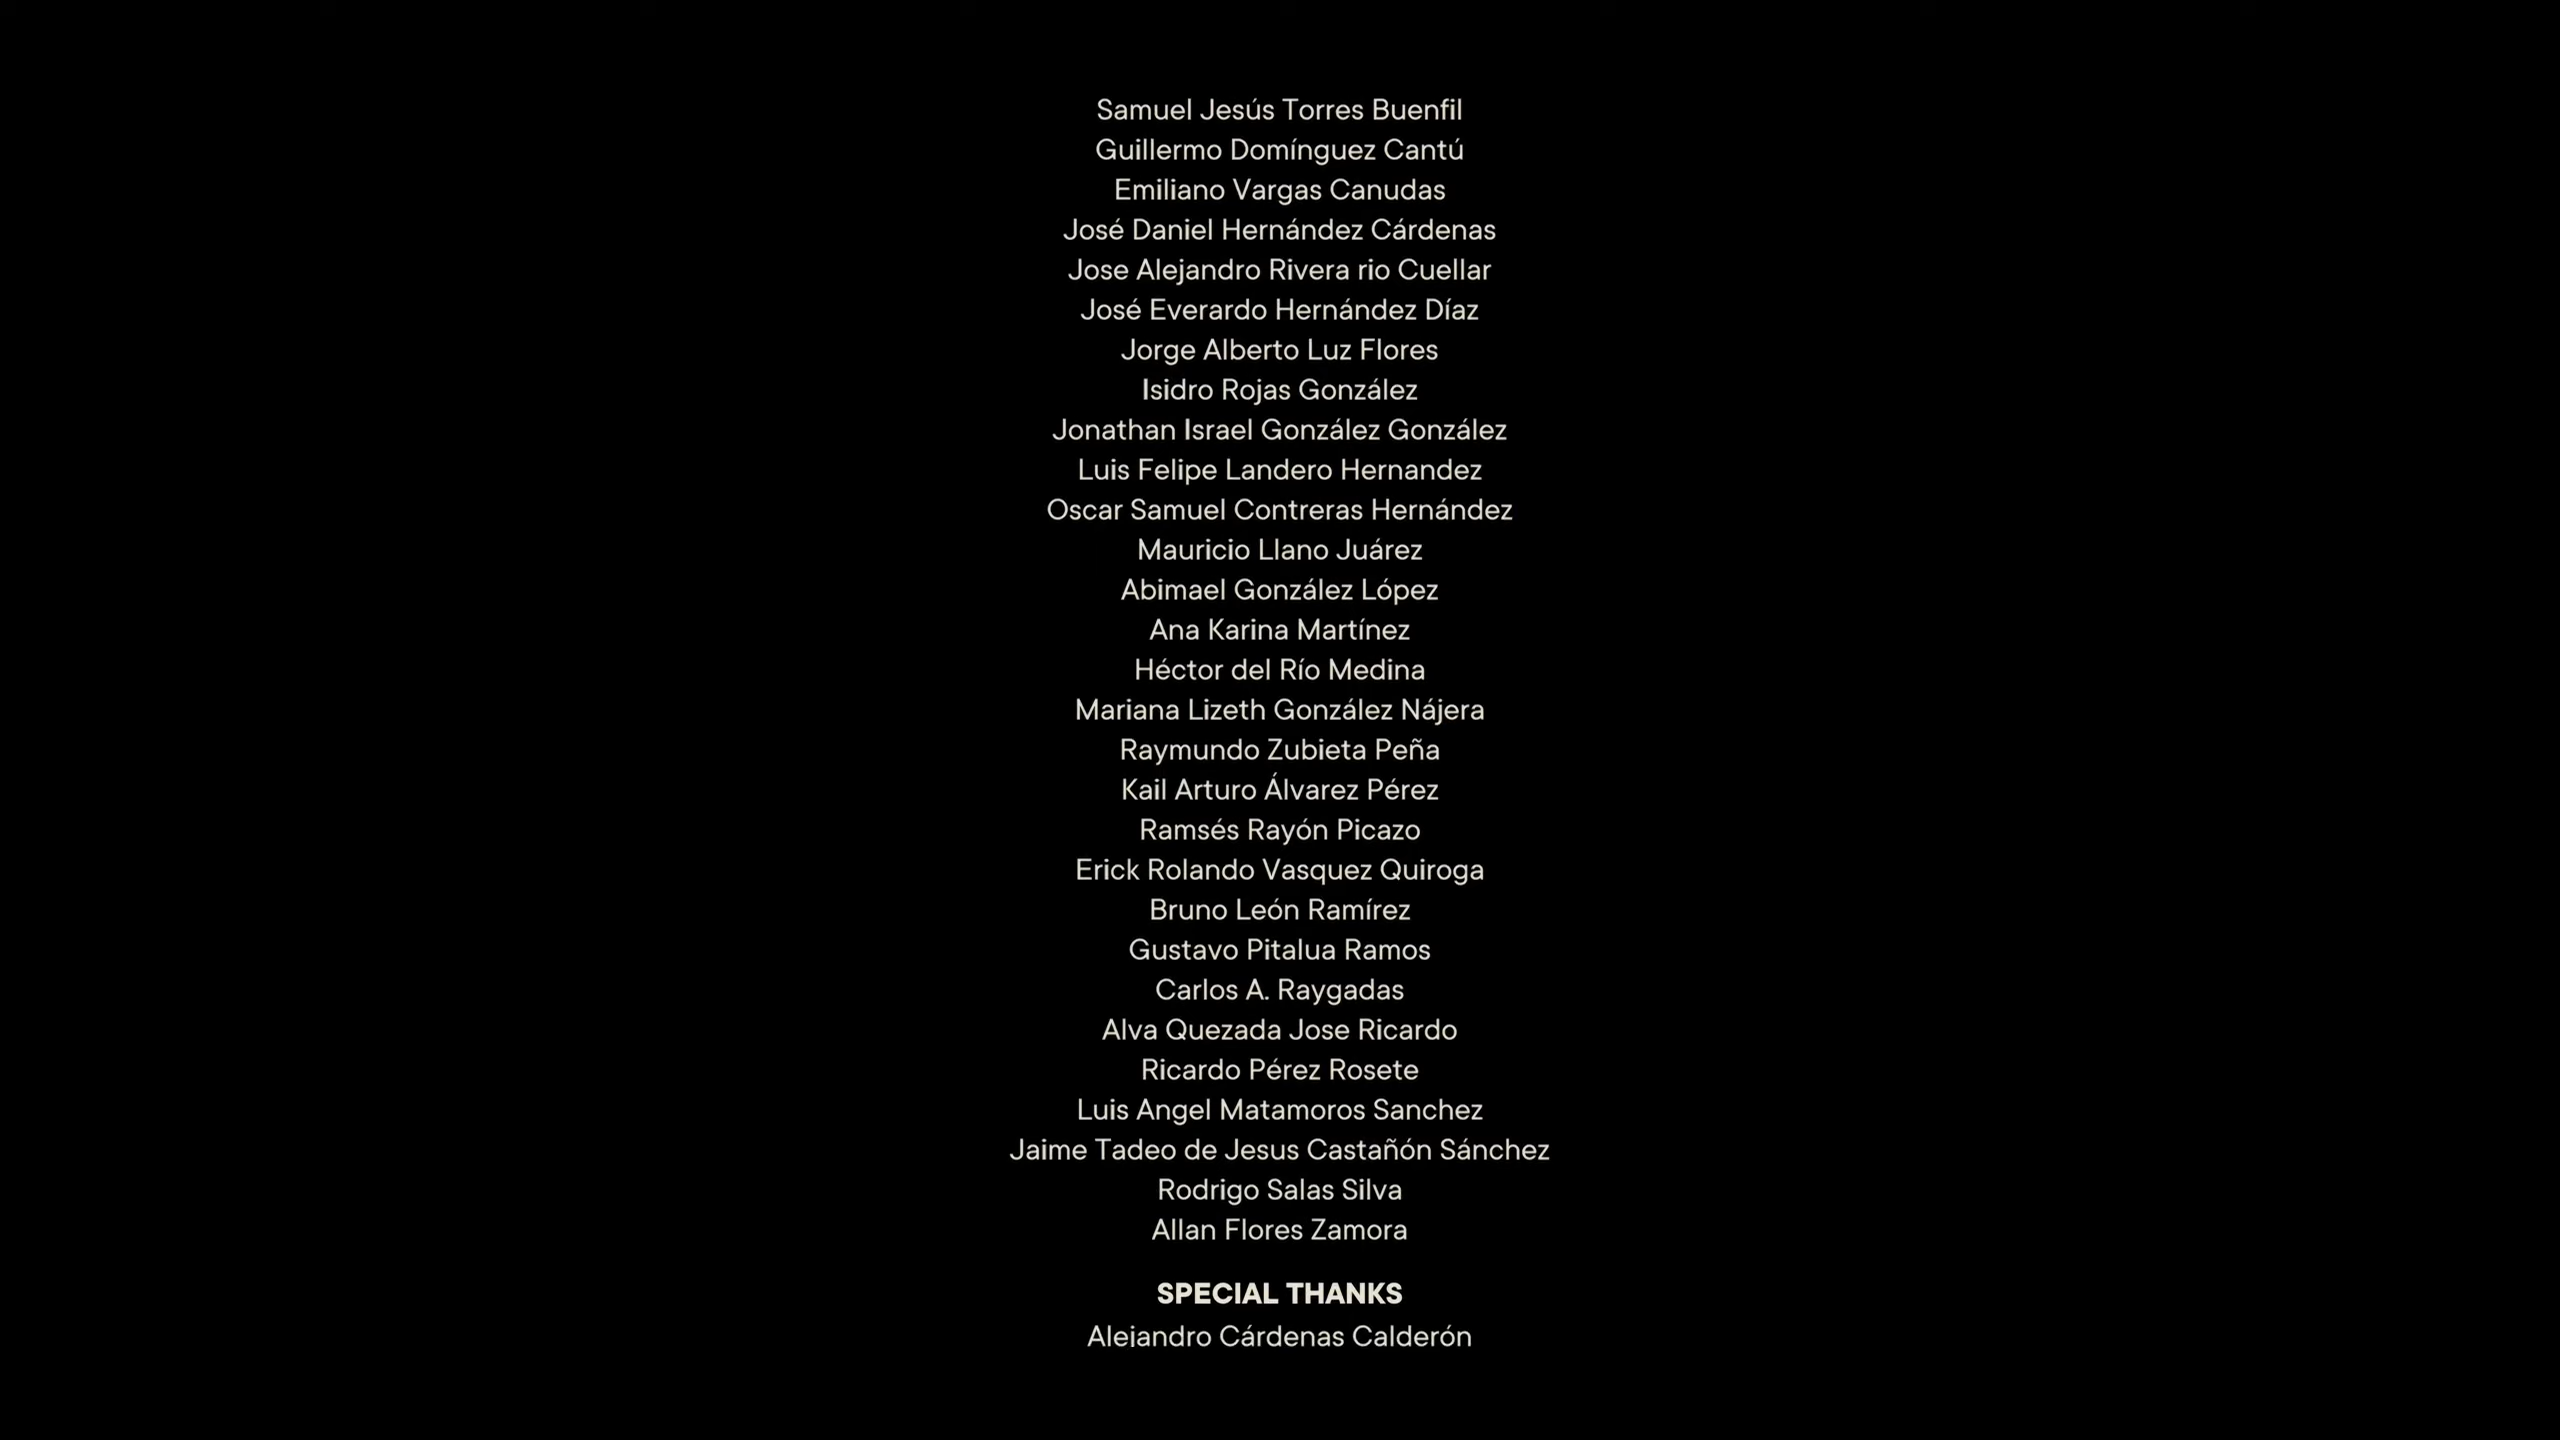 Samuel Jesús Torres Buenfil
Guillermo Domínguez Cantú
Emiliano Vargas Canudas
José Daniel Hernández Cárdenas
Jose Alejandro Rivera rio Cuellar
José Everardo Hernández Díaz
Jorge Alberto Luz Flores
Isidro Rojas González
Jonathan Israel González González
Luis Felipe Landero Hernandez
Oscar Samuel Contreras Hernández
Mauricio Llano Juárez
Abimael González López
Ana Karina Martínez
Héctor del Río Medina
Mariana Lizeth González Nájera
Raymundo Zubieta Peña
Kail Arturo Álvarez Pérez
Ramsés Rayón Picazo
Erick Rolando Vasquez Quiroga
Bruno León Ramírez
Gustavo Pitalua Ramos
Carlos A. Raygadas
Alva Quezada Jose Ricardo
Ricardo Pérez Rosete
Luis Angel Matamoros Sanchez
Jaime Tadeo de Jesus Castañón Sánchez
Rodrigo Salas Silva
Allan Flores Zamora
SPECIAL THANKS
Alejandro Cárdenas Calderón